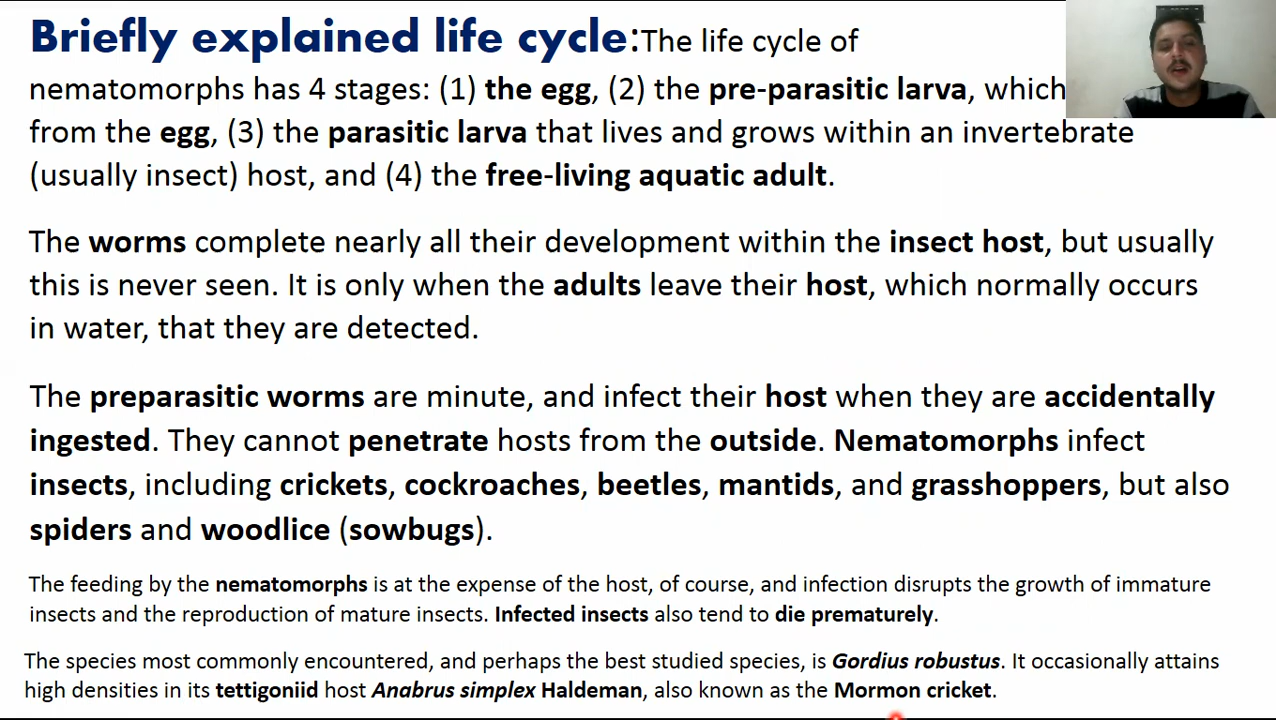 Briefly explained life cycle:The life cycle of
nematomorphs has 4 stages: (1) the egg, (2) the pre-parasitic larva, which
from the egg, (3) the parasitic larva that lives and grows within an invertebrate
(usually insect) host, and (4) the free-living aquatic adult.
The worms complete nearly all their development within the insect host, but usually
this is never seen. It is only when the adults leave their host, which normally occurs
in water, that they are detected.
The preparasitic worms are minute, and infect their host when they are accidentally
ingested. They cannot penetrate hosts from the outside. Nematomorphs infect
insects, including crickets, cockroaches, beetles, mantids, and grasshoppers, but also
spiders and woodlice (sowbugs).
The feeding by the nematomorphs is at the expense of the host, of course, and infection disrupts the growth of immature
insects and the reproduction of mature insects. Infected insects also tend to die prematurely.
The species most commonly encountered, and perhaps the best studied species, is Gordius robustus. It occasionally attains
high densities in its tettigoniid host Anabrus simplex Haldeman, also known as the Mormon cricket.